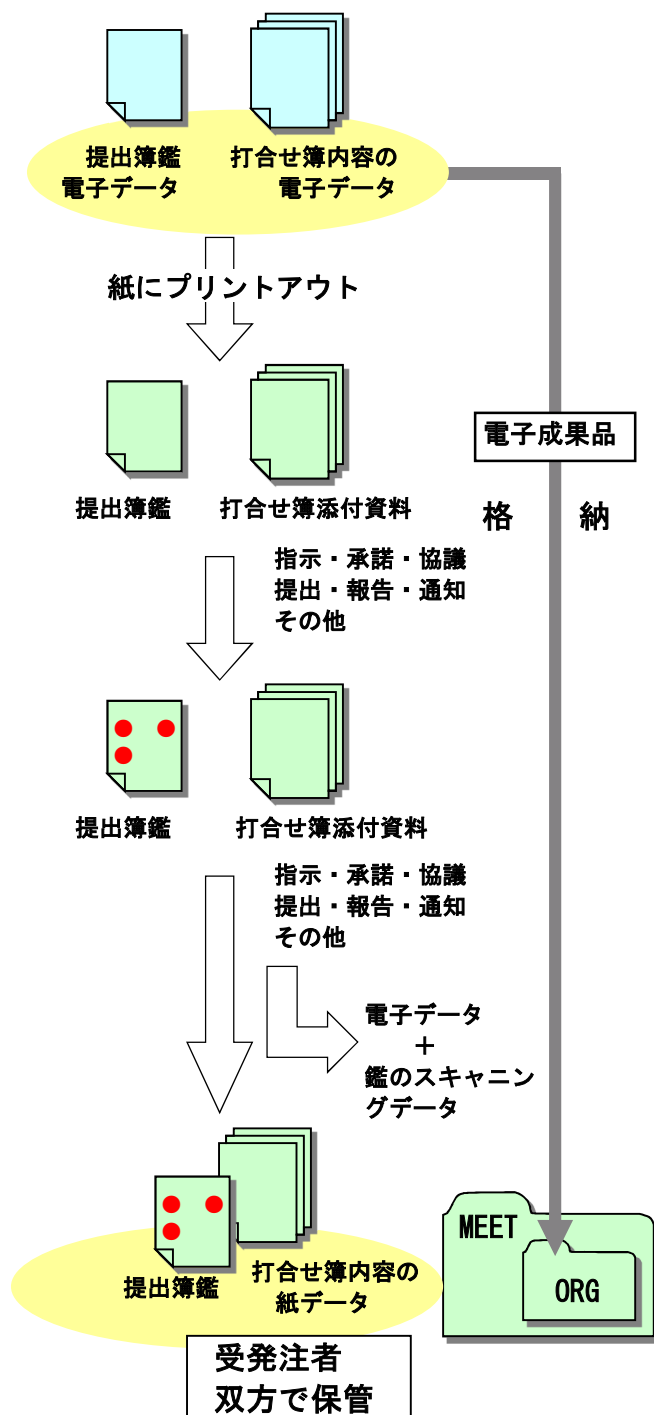 提出簿鑑
電子データ
打合せ簿内容の
電子データ
紙にプリントアウト
電子成果品
格 納
提出簿鑑
打合せ簿添付資料
指示・承諾・協議
提出・報告・通知
その他
提出簿鑑
打合せ簿添付資料
指示・承諾・協議
提出・報告・通知
その他
電子データ
+
鑑のスキャニン
グデータ
提出簿鑑
打合せ簿内容の
紙データ
MEET
ORG
受発注者
双方で保管